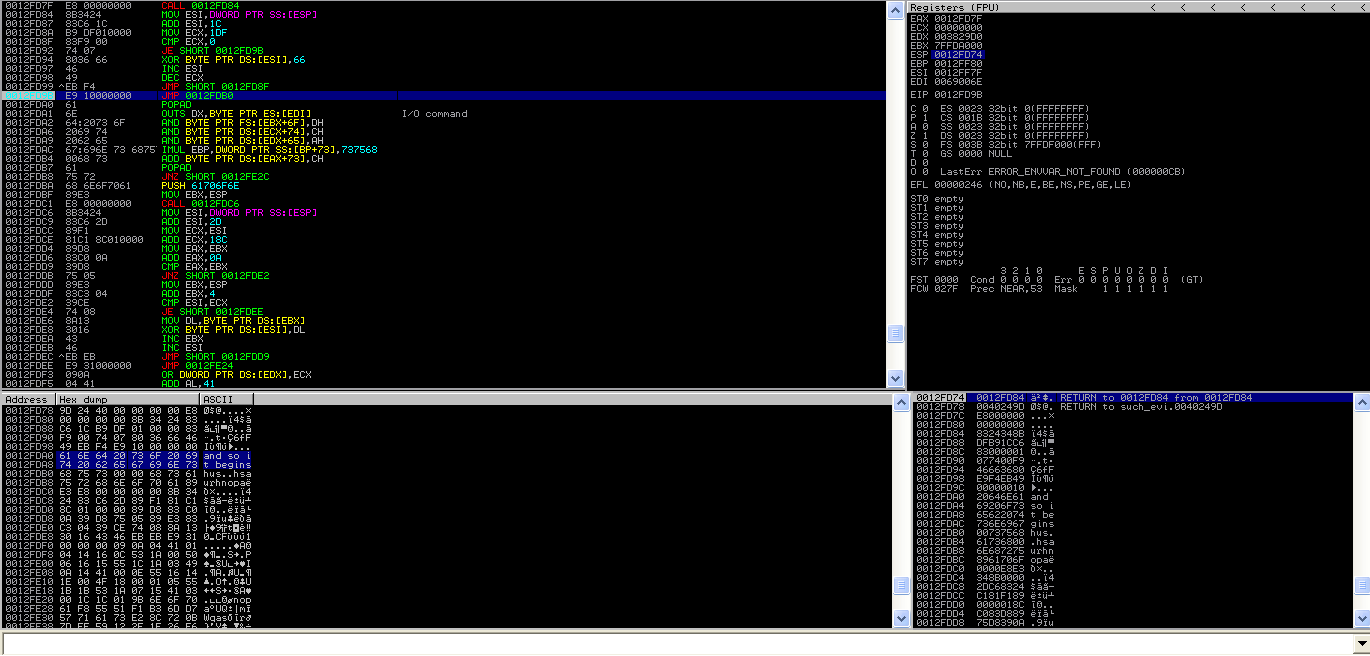 0012FD7F E8 00000000 CALL 0012FD84
0012FD84 8B3424 MOV ESI,DWORD PTR SS:[ESP]
0012FD87 83C6 1C ADD ESI,1C
0012FD8A B9 DF010000 MOV ECX,1DF
0012FD8F 83F9 00 CMP ECX,0
0012FD92 74 07 JE SHORT 0012FD9B
0012FD94 8036 66 XOR BYTE PTR DS:[ESI],66
0012FD97 46 INC ESI
0012FD98 49 DEC ECX
0012FD99 ^EB F4 JMP SHORT 0012FD8F
E9 10000000 JMP 0012FDB0
0012FDA0 61 POPAD
0012FDA1 6E OUTS DX,BYTE PTR ES:[EDI] I/O command
0012FDA2 64:2073 6F AND BYTE PTR FS:[EBX+6F],DH
0012FDA6 2069 74 AND BYTE PTR DS:[ECX+74],CH
0012FDA9 2062 65 AND BYTE PTR DS:[EDX+65],AH
0012FDAC 67:696E 73 6875 IMUL EBP,DWORD PTR SS:[BP+73],737568
0012FDB4 0068 73 ADD BYTE PTR DS:[EAX+73],CH
0012FDB7 61 POPAD
0012FDB8 75 72 JNZ SHORT 0012FE2C
0012FDBA 68 6E6F7061 PUSH 61706F6E
0012FDBF 89E3 MOV EBX,ESP
0012FDC1 E8 00000000 CALL 0012FDC6
0012FDC6 8B3424 MOV ESI,DWORD PTR SS:[ESP]
0012FDC9 83C6 2D ADD ESI,2D
0012FDCC 89F1 MOV ECX,ESI
0012FDCE 81C1 8C010000 ADD ECX,18C
0012FDD4 89D8 MOV EAX,EBX
0012FDD6 83C0 0A ADD EAX,0A
0012FDD9 39D8 CMP EAX,EBX
0012FDDB 75 05 JNZ SHORT 0012FDE2
0012FDDD 89E3 MOV EBX,ESP
0012FDDF 83C3 04 ADD EBX,4
0012FDE2 39CE CMP ESI,ECX
0012FDE4 74 08 JE SHORT 0012FDEE
0012FDE6 8A13 MOV DL,BYTE PTR DS:[EBX]
0012FDE8 3016 XOR BYTE PTR DS:[ESI],DL
0012FDEA 43 INC EBX
0012FDEB 46 INC ESI
0012FDEC ^EB EB JMP SHORT 0012FDD9
0012FDEE E9 31000000 JMP 0012FE24
0012FDF3 090A OR DWORD PTR DS:[EDX],ECX
0012FDF5 04 41 ADD AL,41
Registers (FPU) < < < < < < < <
EAX 0012FD7F
ECX 00000000
EDX 003829D0
EBX 7FFDA000
ESP 0012FD74
EBP 0012FF80
ESI 0012FF7F
EDI 0069006E
EIP 0012FD9B
C 0 ES 0023 32bit 0(FFFFFFFF)
P 1 CS 001B 32bit 0(FFFFFFFF)
A 0 SS 0023 32bit 0(FFFFFFFF)
Z 1 DS 0023 32bit 0(FFFFFFFF)
S 0 FS 003B 32bit 7FFDF000(FFF)
T 0 GS 0000 NULL
D 0
O 0 LastErr ERROR_ENVVAR_NOT_FOUND (000000CB)
EFL 00000246 (NO,NB,E,BE,NS,PE,GE,LE)
ST0 empty
ST1 empty
ST2 empty
ST3 empty
ST4 empty
ST5 empty
ST6 empty
ST7 empty
3 2 1 0 E S P U O Z D I
FST 0000 Cond 0 0 0 0 Err 0 0 0 0 0 0 0 0 (GT)
FCW 027F Prec NEAR,53 Mask 1 1 1 1 1 1
Address Hex dump ASCII
0012FD78 9D 24 40 00 00 00 00 E8
0012FD80 00 00 00 00 8B 34 24 83
0012FD88 C6 1C B9 DF 01 00 00 83
0012FD90 F9 00 74 07 80 36 66 46
0012FD98 49 EB F4 E9 10 00 00 00
0012FDA0 61 6E 64 20 73 6F 20 69 and so i
0012FDA8 74 20 62 65 67 69 6E 73 t begins
0012FDB0 68 75 73 00 00 68 73 61 hus..hsa
0012FDB8 75 72 68 6E 6F 70 61 89
0012FDC0 E3 E8 00 00 00 00 8B 34
0012FDC8 24 83 C6 2D 89 F1 81 C1
0012FDD0 8C 01 00 00 89 D8 83 C0
0012FDD8 0A 39 D8 75 05 89 E3 83
0012FDE0 C3 04 39 CE 74 08 8A 13
0012FDE8 30 16 43 46 EB EB E9 31
0012FDF0 00 00 00 09 0A 04 41 01
0012FDF8 04 14 16 0C 53 1A 00 50
0012FE00 06 16 15 55 1C 1A 03 49
0012FE08 0A 14 41 00 0E 55 16 14
0012FE10 1E 00 4F 18 00 01 05 55
0012FE18 1B 1B 53 1A 07 15 41 03
0012FE20 00 1C 1C 01 9B 6E 6F 70
0012FE28 61 F8 55 51 F1 B3 6D D7
0012FE30 57 71 61 73 E2 8C 72 0B
0012FD74 0012FD84 RETURN to 0012FD84 from 0012FD84
0012FD78 0040249D RETURN to such_evi.0040249D
0012FD7C E8000000
0012FD80 00000000
0012FD84 8324348B
0012FD88 DFB91CC6
0012FD8C 83000001
0012FD90 077400F9
0012FD94 46663680
0012FD98 E9F4EB49
0012FD9C 00000010
0012FDA0 20646E61 and
0012FDA4 69206F73 so i
0012FDA8 65622074 t be
0012FDAC 736E6967 gins
0012FDB0 00737568 hus.
0012FDB4 61736800 .hsa
0012FDB8 6E687275 urhn
0012FDBC 8961706F
0012FDC0 0000E8E3
0012FDC4 348B0000
0012FDC8 2DC68324
0012FDCC C181F189
0012FDD0 0000018C
0012FDD4 C083D889
0012FDD8 75D8390A